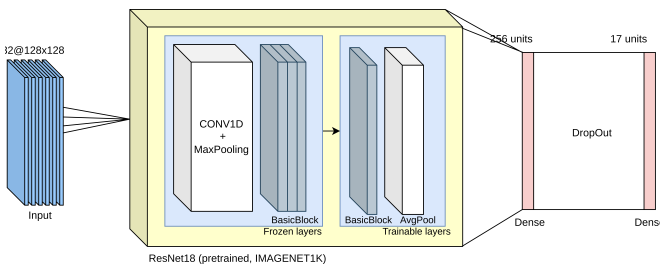 32@128x128
256 units
17 units
CONV1D
+
MaxPooling
DropOut
Input
BasicBlock
Frozen layers
BasicBlock
AvgPool
Trainable layers
Dense
Dens
ResNet18 (pretrained, IMAGENET1K)